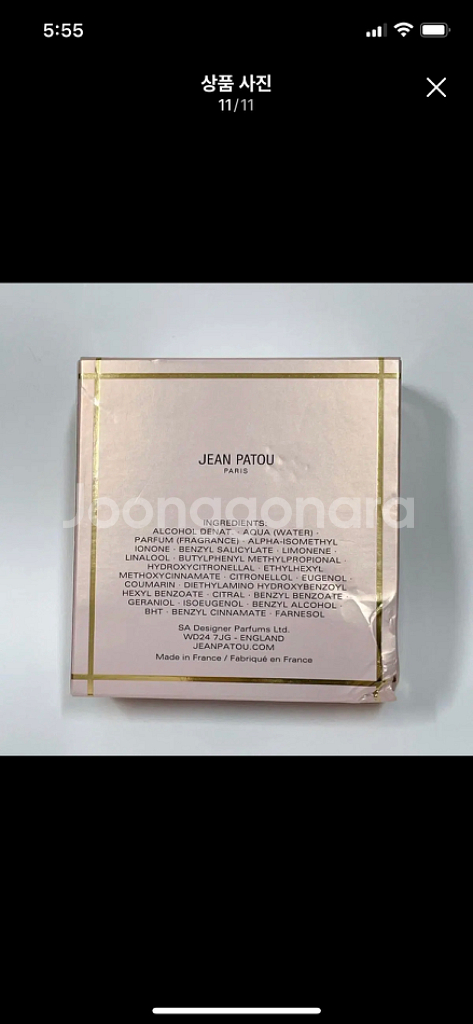 5:55
상품 사진
11/11
JEAN PATOU
PARIS
Joonggonara
INGREDIENTS:
ALCOHOL DENAT. · AQUA (WATER) ·
PARFUM (FRAGRANCE) · ALPHA-ISOMETHYL
IONONE · BENZYL SALICYLATE · LIMONENE ·
LINALOOL · BUTYLPHENYL METHYLPROPIONAL ·
HYDROXYCITRONELLAL · ETHYLHEXYL
METHOXYCINNAMATE · CITRONELLOL · EUGENOL ·
COUMARIN · DIETHYLAMINO HYDROXYBENZOYL
HEXYL BENZOATE · CITRAL · BENZYL BENZOATE ·
GERANIOL · ISOEUGENOL · BENZYL ALCOHOL ·
BHT · BENZYL CINNAMATE · FARNESOL
SA Designer Parfums Ltd.
WD24 7JG - ENGLAND
JEANPATOU.COM
Made in France / Fabriqué en France